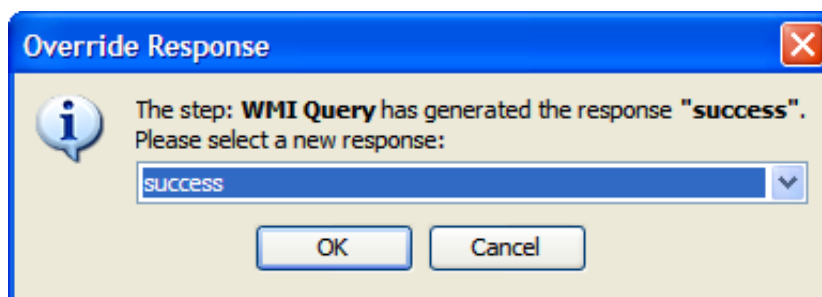 Override Response
The step: WMI Query has generated the response "success".
Please select a new response:
success
OK Cancel